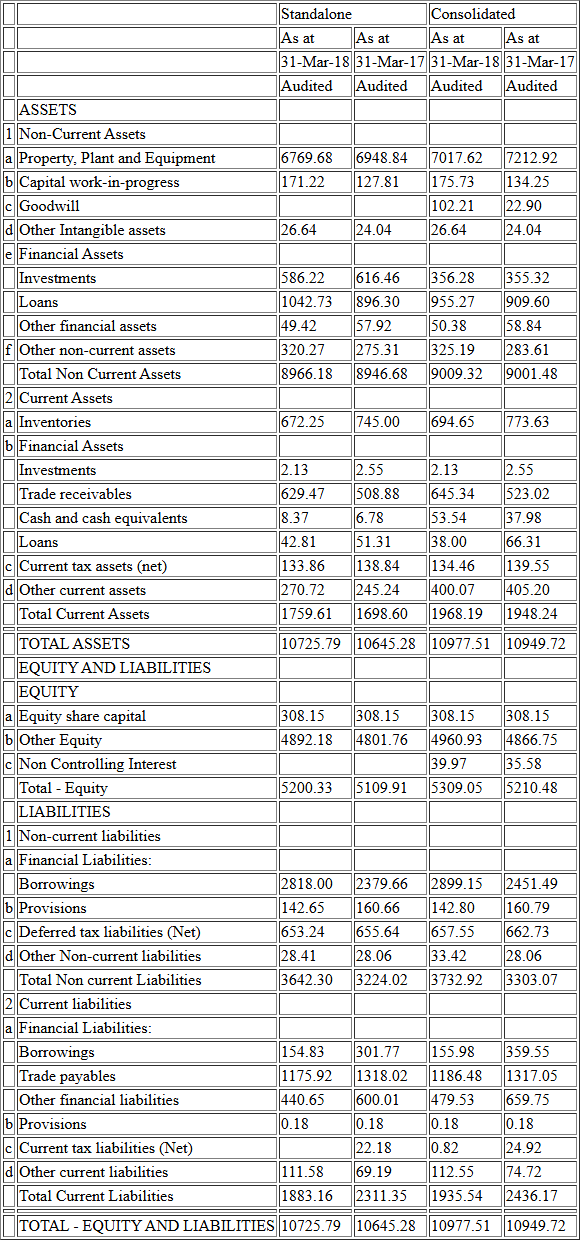 Standalone Consolidated
As at As at As at As at
31-Mar-18 31-Mar-17 31-Mar-18 31-Mar-17
Audited Audited Audited Audited
ASSETS
1 Non-Current Assets
a Property, Plant and Equipment 6769.68 6948.84 7017.62 7212.92
b Capital work-in-progress 171.22 127.81 175.73 134.25
c Goodwill 102.21 22.90
d Other Intangible assets 26.64 24.04 26.64 24.04
e Financial Assets
Investments 586.22 616.46 356.28 355.32
Loans 1042.73 896.30 955.27 909.60
Other financial assets 49.42 57.92 50.38 58.84
f Other non-current assets 320.27 275.31 325.19 283.61
Total Non Current Assets 8966.18 8946.68 9009.32 9001.48
2 Current Assets
a Inventories 672.25 745.00 694.65 773.63
b Financial Assets
Investments 2.13 2.55 2.13 2.55
Trade receivables 629.47 508.88 645.34 523.02
Cash and cash equivalents 8.37 6.78 53.54 37.98
Loans 42.81 51.31 38.00 66.31
c Current tax assets (net) 133.86 138.84 134.46 139.55
d Other current assets 270.72 245.24 400.07 405.20
Total Current Assets 1759.61 1698.60 1968.19 1948.24
TOTAL ASSETS 10725.79 10645.28 10977.51 10949.72
EQUITY AND LIABILITIES
EQUITY
a Equity share capital 308.15 308.15 308.15 308.15
b Other Equity 4892.18 4801.76 4960.93 4866.75
c Non Controlling Interest 39.97 35.58
Total - Equity 5200.33 5109.91 5309.05 5210.48
LIABILITIES
1 Non-current liabilities
a Financial Liabilities:
Borrowings 2818.00 2379.66 2899.15 2451.49
b Provisions 142.65 160.66 142.80 160.79
c Deferred tax liabilities (Net) 653.24 655.64 657.55 662.73
d Other Non-current liabilities 28.41 28.06 33.42 28.06
Total Non current Liabilities 3642.30 3224.02 3732.92 3303.07
2 Current liabilities
a Financial Liabilities:
Borrowings 154.83 301.77 155.98 359.55
Trade payables 1175.92 1318.02 1186.48 1317.05
Other financial liabilities 440.65 600.01 479.53 659.75
b Provisions 0.18 0.18 0.18 0.18
c Current tax liabilities (Net) 22.18 0.82 24.92
d Other current liabilities 111.58 69.19 112.55 74.72
Total Current Liabilities 1883.16 2311.35 1935.54 2436.17
TOTAL - EQUITY AND LIABILITIES 10725.79 10645.28 10977.51 10949.72